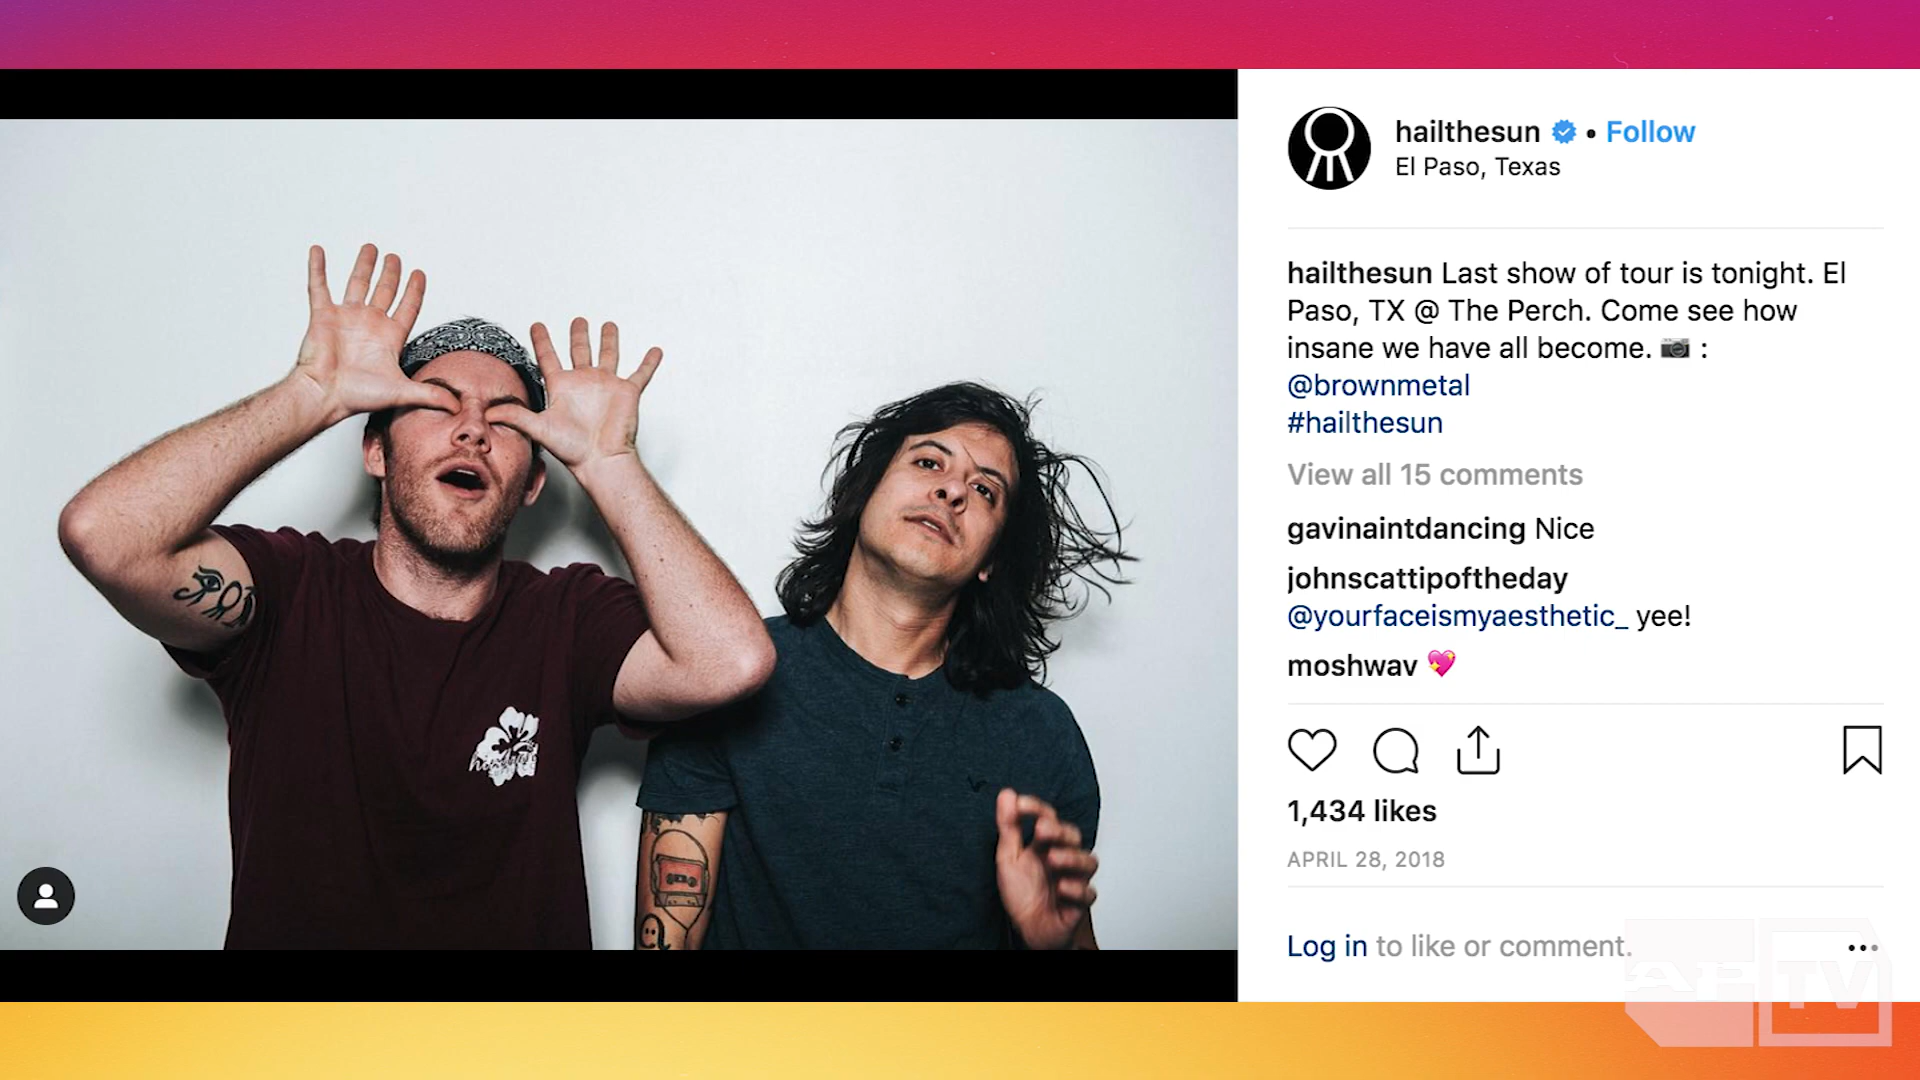 hailthesun • Follow
El Paso, Texas
hailthesun Last show of tour is tonight. El
Paso, TX @ The Perch. Come see how
insane we have all become. 📷 :
@brownmetal
#hailthesun
View all 15 comments
gavinaintdancing Nice
johnscattipoftheday
@yourfaceismyaesthetic_ yee!
moshwav 💖
1,434 likes
APRIL 28, 2018
Log in to like or comment.
AP TV